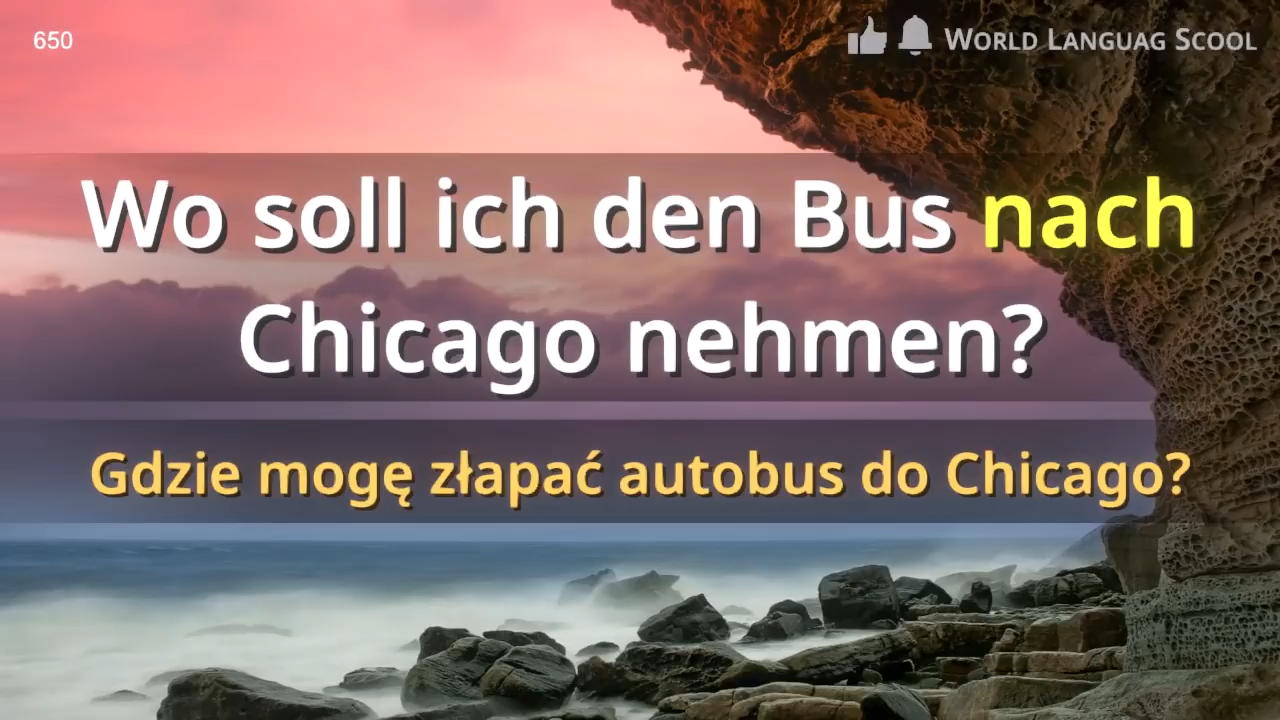 650
WORLD LANGUAG SCOOL
Wo soll ich den Bus nach
Chicago nehmen?
Gdzie mogę złapać autobus do Chicago?